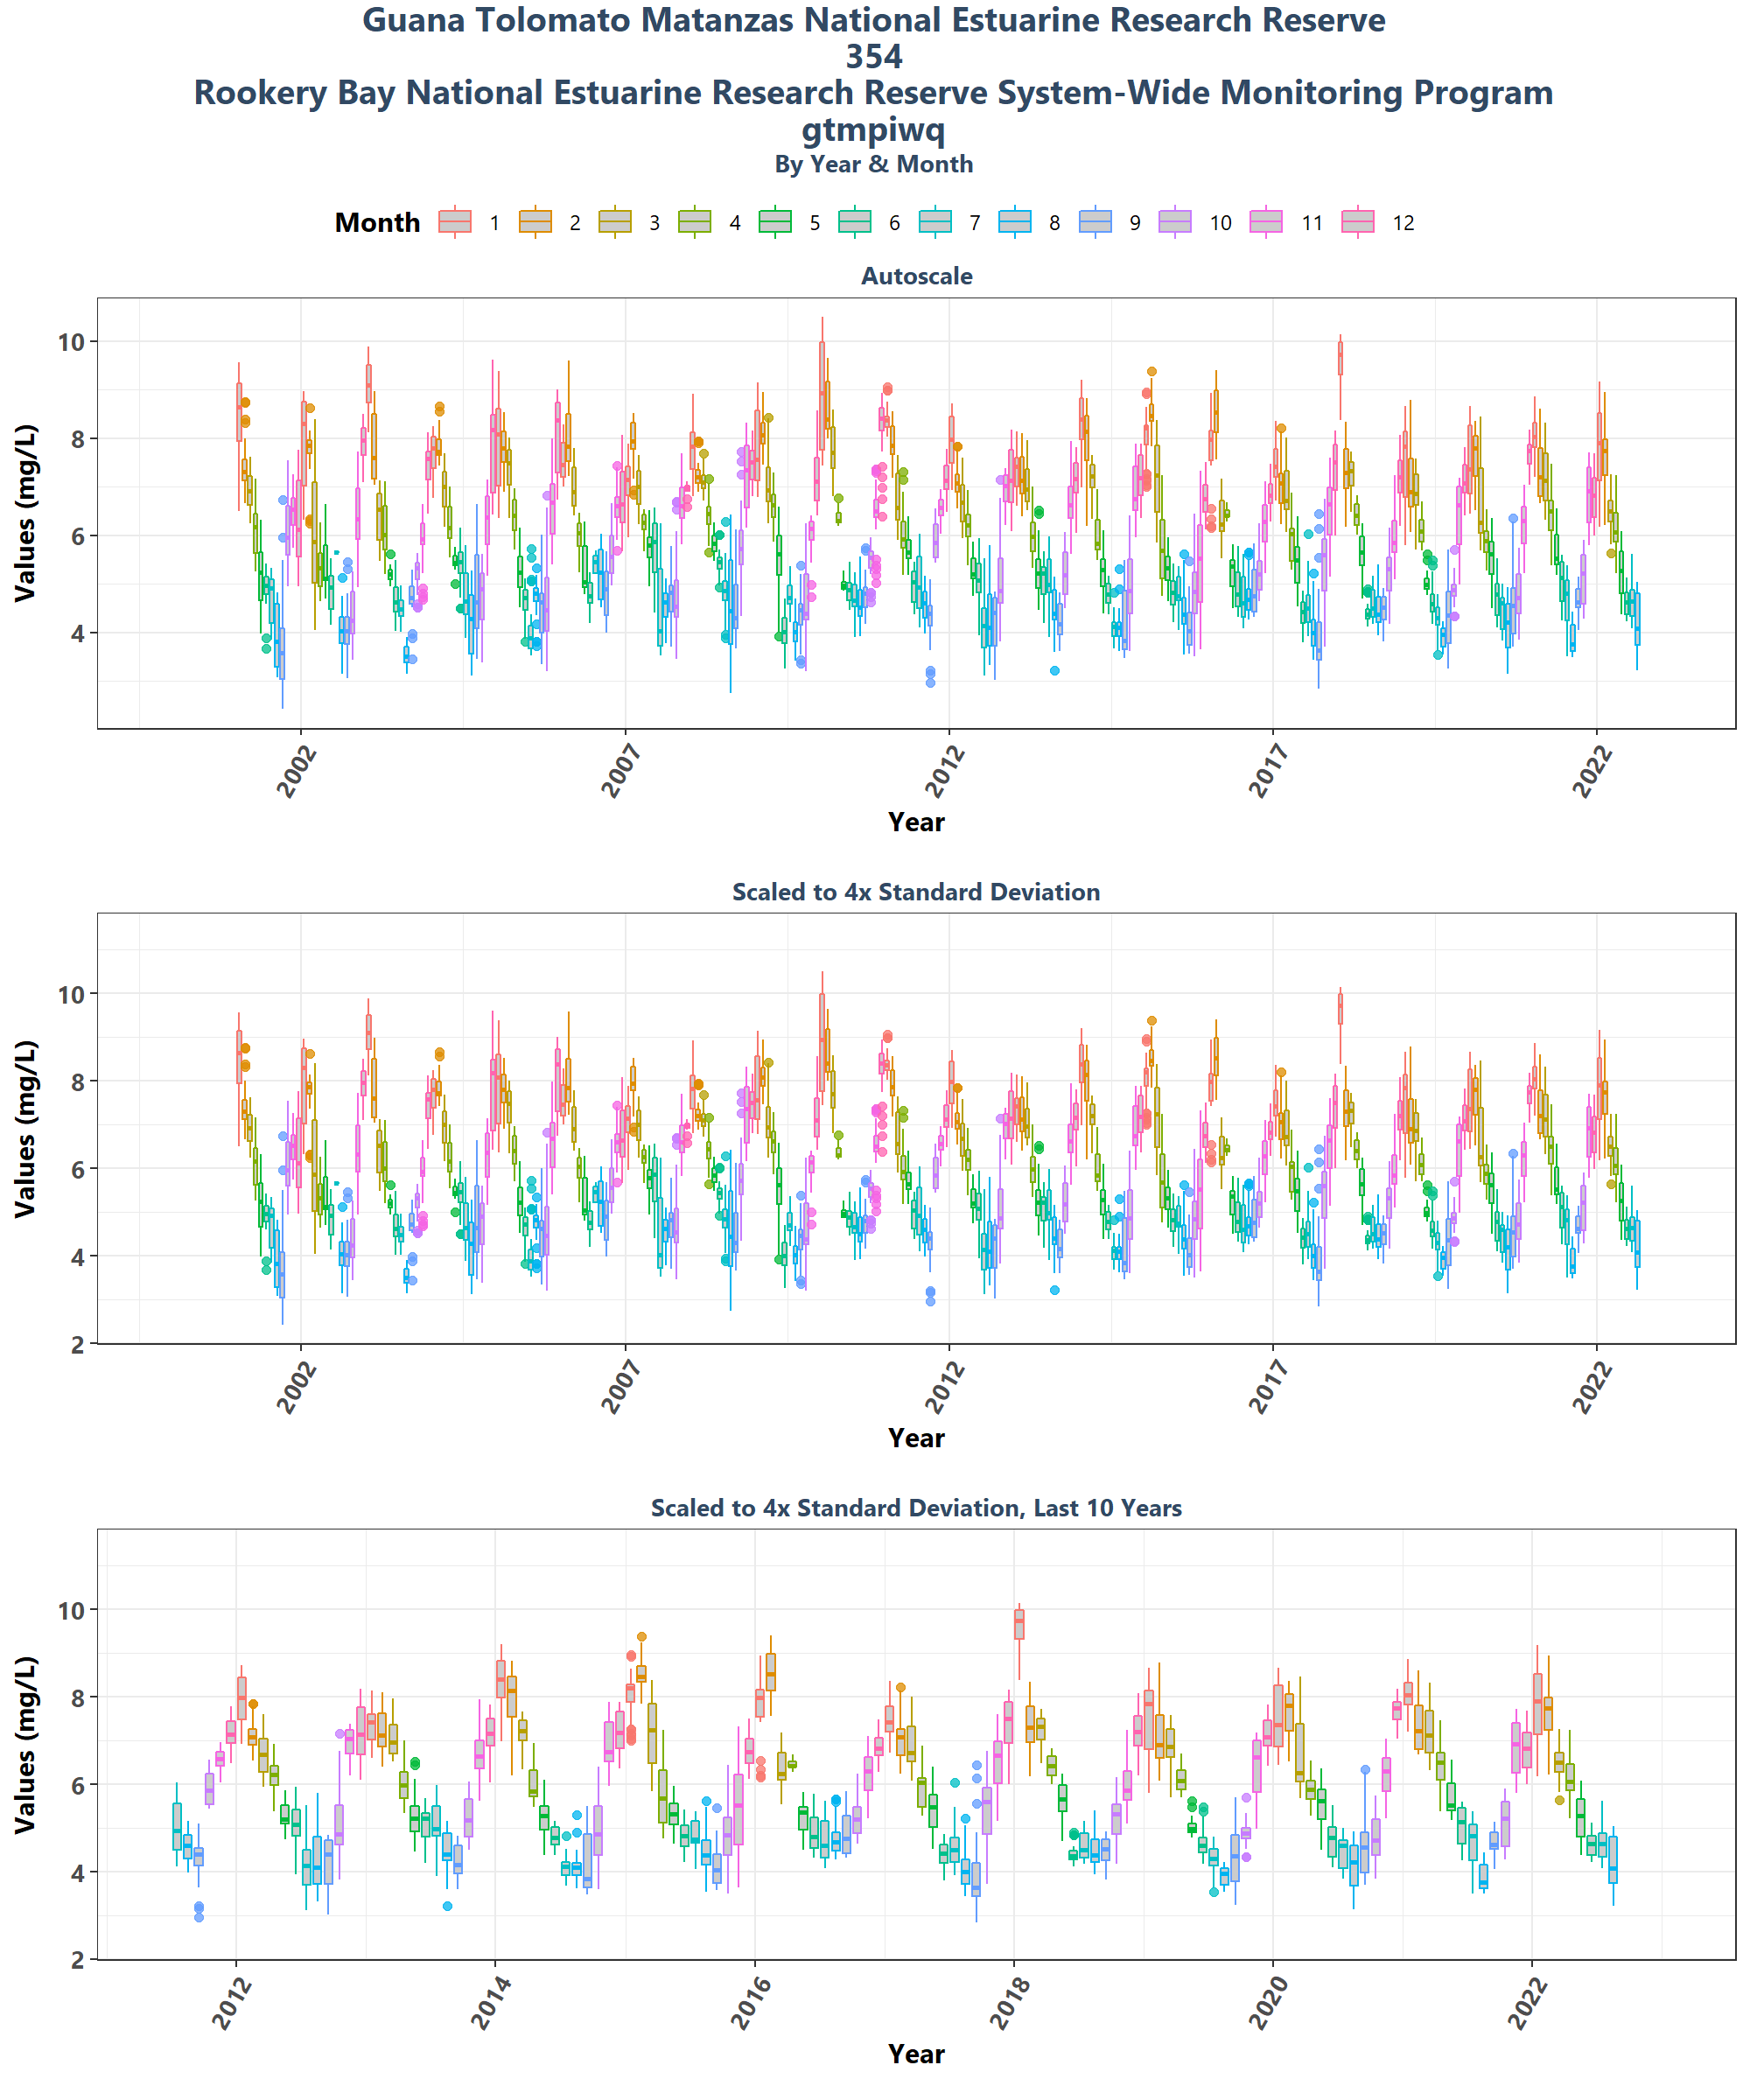 Guana Tolomato Matanzas National Estuarine Research Reserve
354
Rookery Bay National Estuarine Research Reserve System-Wide Monitoring Program
gtmpiwq
By Year & Month
Month 1 2 3 4 5 6 7 8 9 10 11 12
Autoscale
Values (mg/L)
10
8
6
4
2002 2007 2012 2017 2022
Year
Scaled to 4x Standard Deviation
Values (mg/L)
10
8
6
4
2
2002 2007 2012 2017 2022
Year
Scaled to 4x Standard Deviation, Last 10 Years
Values (mg/L)
10
8
6
4
2
2012 2014 2016 2018 2020 2022
Year